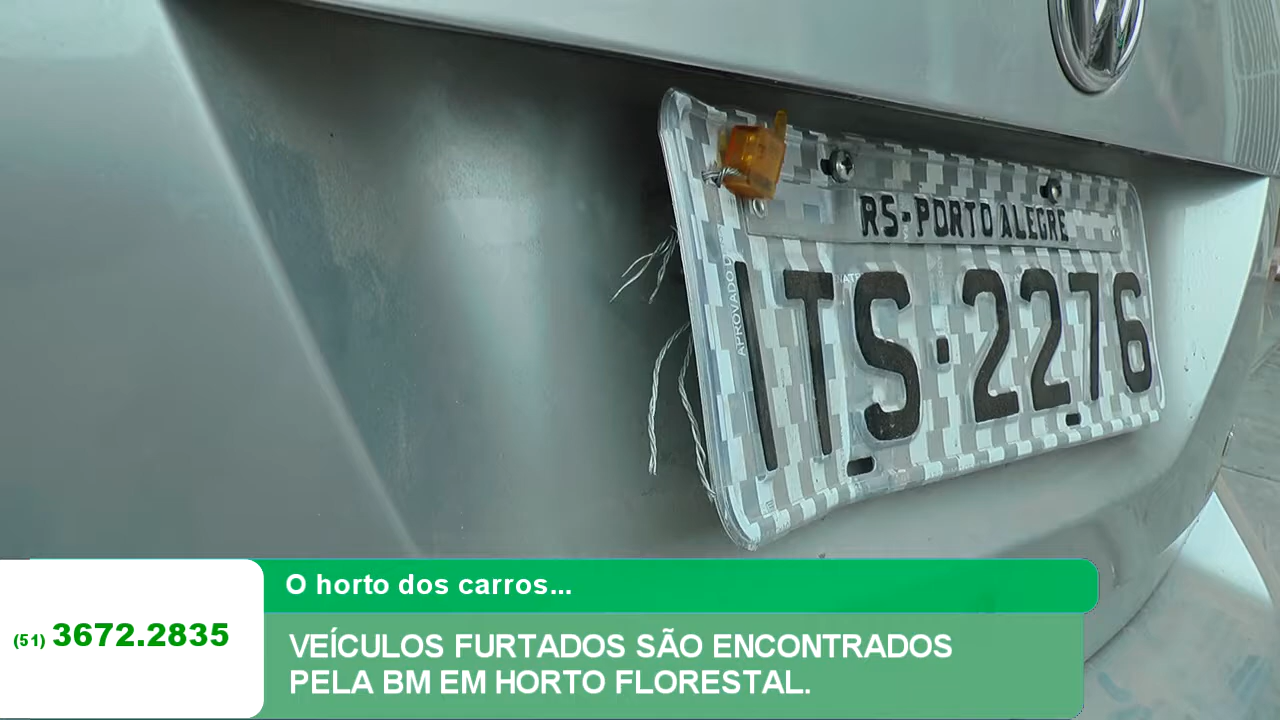 RS-PORTO ALEGRE
ITS·2276
APROVADO
O horto dos carros...
(51) 3672.2835
VEÍCULOS FURTADOS SÃO ENCONTRADOS
PELA BM EM HORTO FLORESTAL.